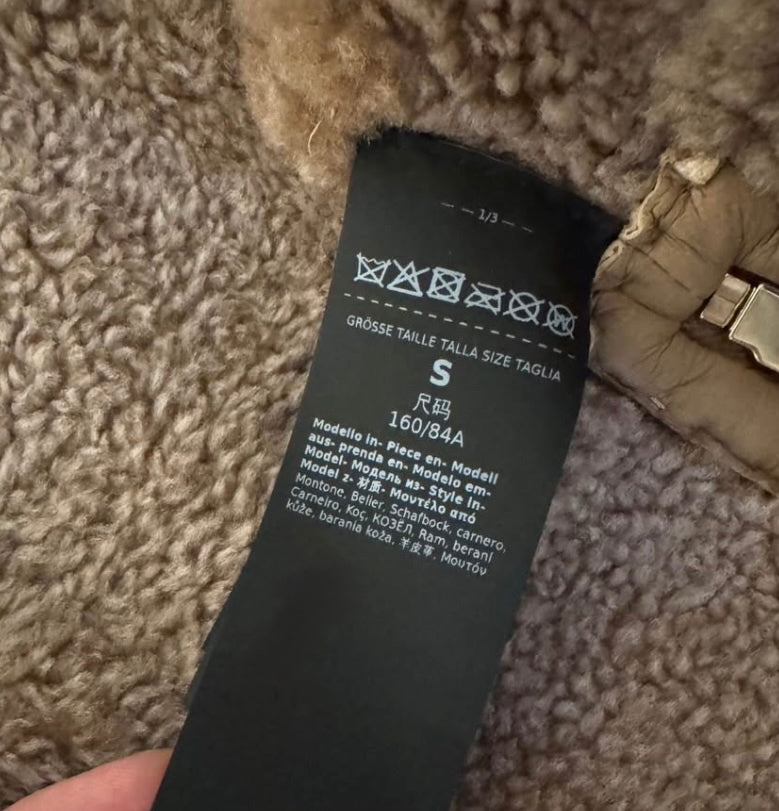 — — 1/3 — —
GRÖSSE TAILLE TALLA SIZE TAGLIA
S
尺码
160/84A
Modello in- Piece en- Modell
aus- prenda en- Modelo em-
Model- Модель из- Style in-
Model z- 材质- Μοντέλο από
Montone, Belier, Schafbock, carnero,
Carneiro, Koç, КОЗЁЛ, Ram, beraní
kůže, barania koża, 羊皮革, Μουτόν